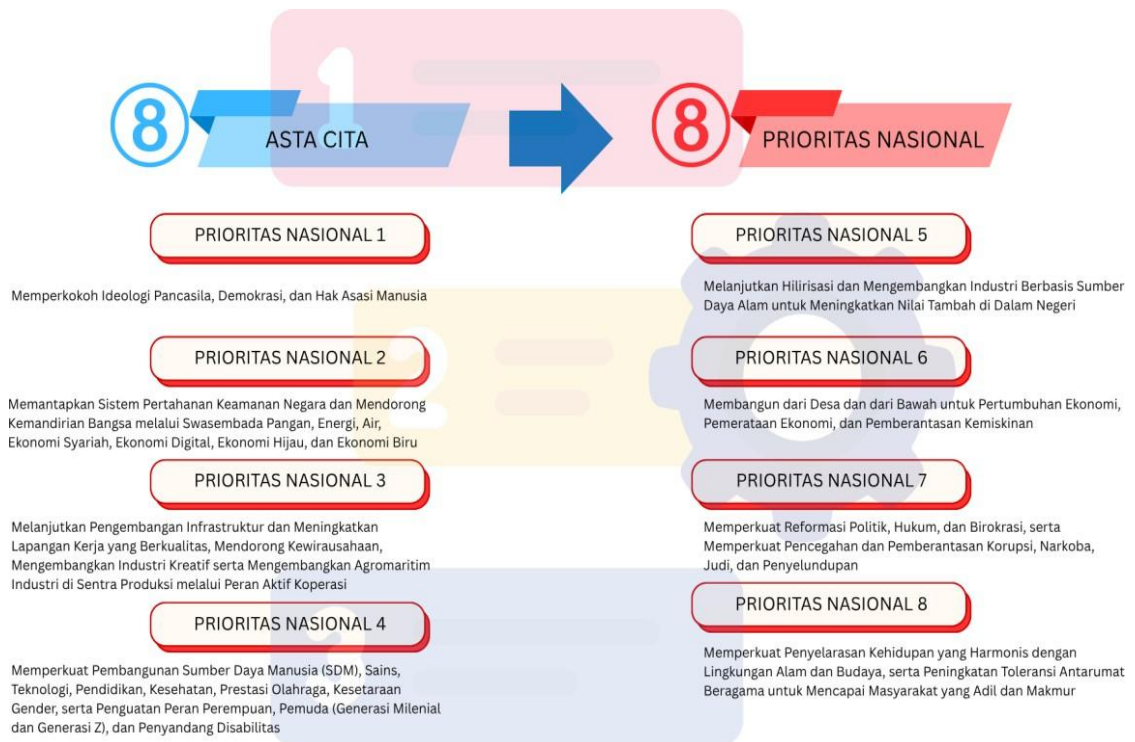 8
ASTA CITA
8
PRIORITAS NASIONAL
PRIORITAS NASIONAL 1
Memperkokoh Ideologi Pancasila, Demokrasi, dan Hak Asasi Manusia
PRIORITAS NASIONAL 2
Memantapkan Sistem Pertahanan Keamanan Negara dan Mendorong
Kemandirian Bangsa melalui Swasembada Pangan, Energi, Air,
Ekonomi Syariah, Ekonomi Digital, Ekonomi Hijau, dan Ekonomi Biru
PRIORITAS NASIONAL 3
Melanjutkan Pengembangan Infrastruktur dan Meningkatkan
Lapangan Kerja yang Berkualitas, Mendorong Kewirausahaan,
Mengembangkan Industri Kreatif serta Mengembangkan Agromaritim
Industri di Sentra Produksi melalui Peran Aktif Koperasi
PRIORITAS NASIONAL 4
Memperkuat Pembangunan Sumber Daya Manusia (SDM), Sains,
Teknologi, Pendidikan, Kesehatan, Prestasi Olahraga, Kesetaraan
Gender, serta Penguatan Peran Perempuan, Pemuda (Generasi Milenial
dan Generasi Z), dan Penyandang Disabilitas
PRIORITAS NASIONAL 5
Melanjutkan Hilirisasi dan Mengembangkan Industri Berbasis Sumber
Daya Alam untuk Meningkatkan Nilai Tambah di Dalam Negeri
PRIORITAS NASIONAL 6
Membangun dari Desa dan dari Bawah untuk Pertumbuhan Ekonomi,
Pemerataan Ekonomi, dan Pemberantasan Kemiskinan
PRIORITAS NASIONAL 7
Memperkuat Reformasi Politik, Hukum, dan Birokrasi, serta
Memperkuat Pencegahan dan Pemberantasan Korupsi, Narkoba,
Judi, dan Penyelundupan
PRIORITAS NASIONAL 8
Memperkuat Penyelarasan Kehidupan yang Harmonis dengan
Lingkungan Alam dan Budaya, serta Peningkatan Toleransi Antarumat
Beragama untuk Mencapai Masyarakat yang Adil dan Makmur
1
2
3